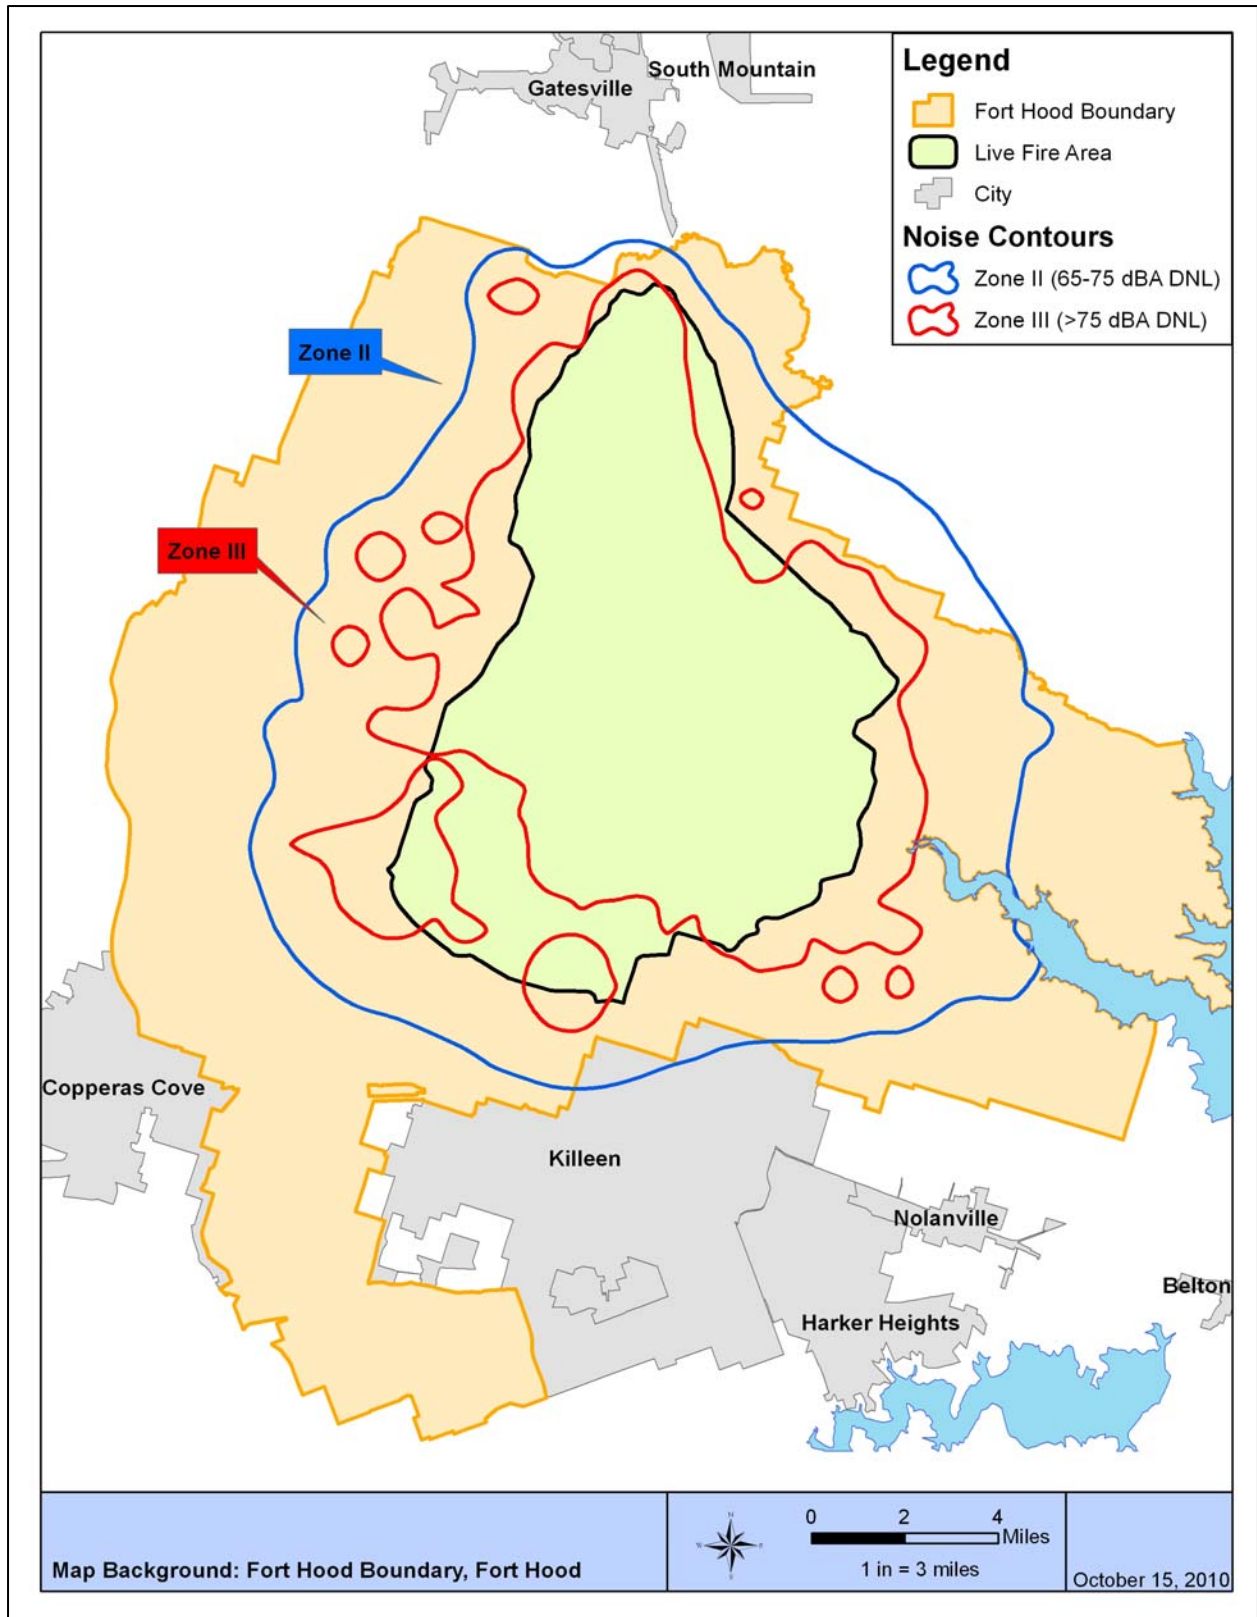 South Mountain
Gatesville
Legend
Fort Hood Boundary
Live Fire Area
City
Noise Contours
Zone II (65-75 dBA DNL)
Zone III (>75 dBA DNL)
Zone II
Zone III
Copperas Cove
Killeen
Nolanville
Belton
Harker Heights
Map Background: Fort Hood Boundary, Fort Hood
N
W E
S
0 2 4
Miles
1 in = 3 miles
October 15, 2010